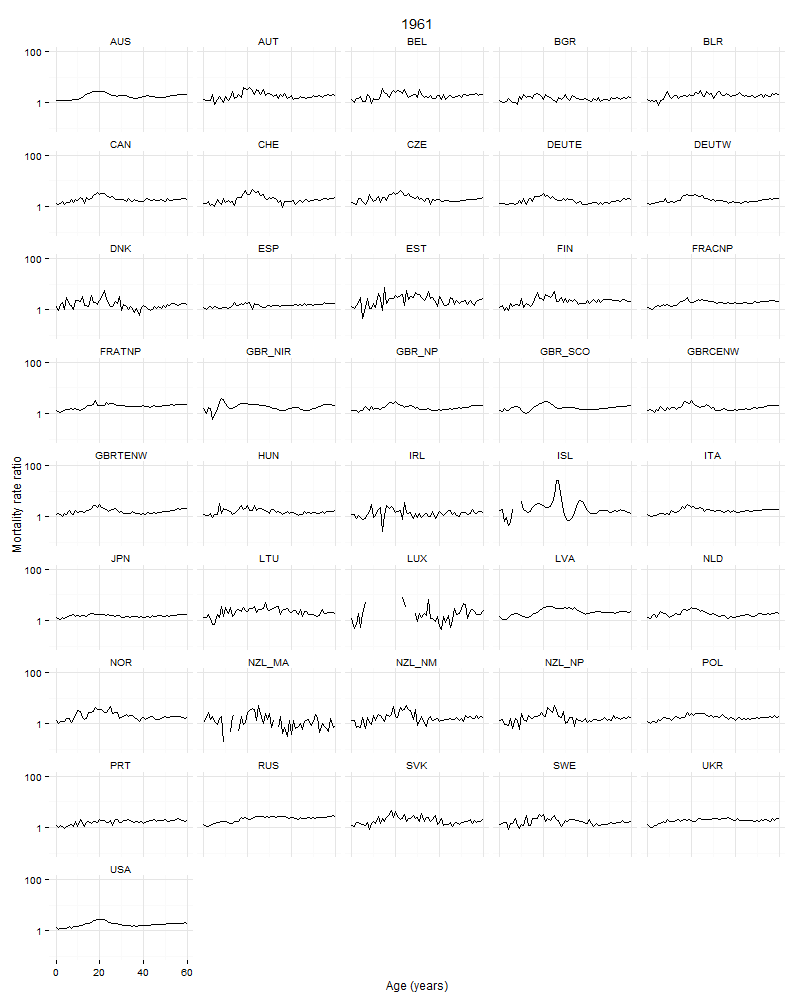 1961
AUS AUT BEL BGR BLR
100
1
CAN CHE CZE DEUTE DEUTW
100
1
DNK ESP EST FIN FRACNP
100
1
FRATNP GBR_NIR GBR_NP GBR_SCO GBRCENW
100
1
GBRTENW HUN IRL ISL ITA
100
1
Mortality rate ratio
JPN LTU LUX LVA NLD
100
1
NOR NZL_MA NZL_NM NZL_NP POL
100
1
PRT RUS SVK SWE UKR
100
1
USA
100
1
0 20 40 60
Age (years)